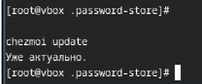 [root@vbox .password-store]#
chezmoi update
Уже актуально.
[root@vbox .password-store]#